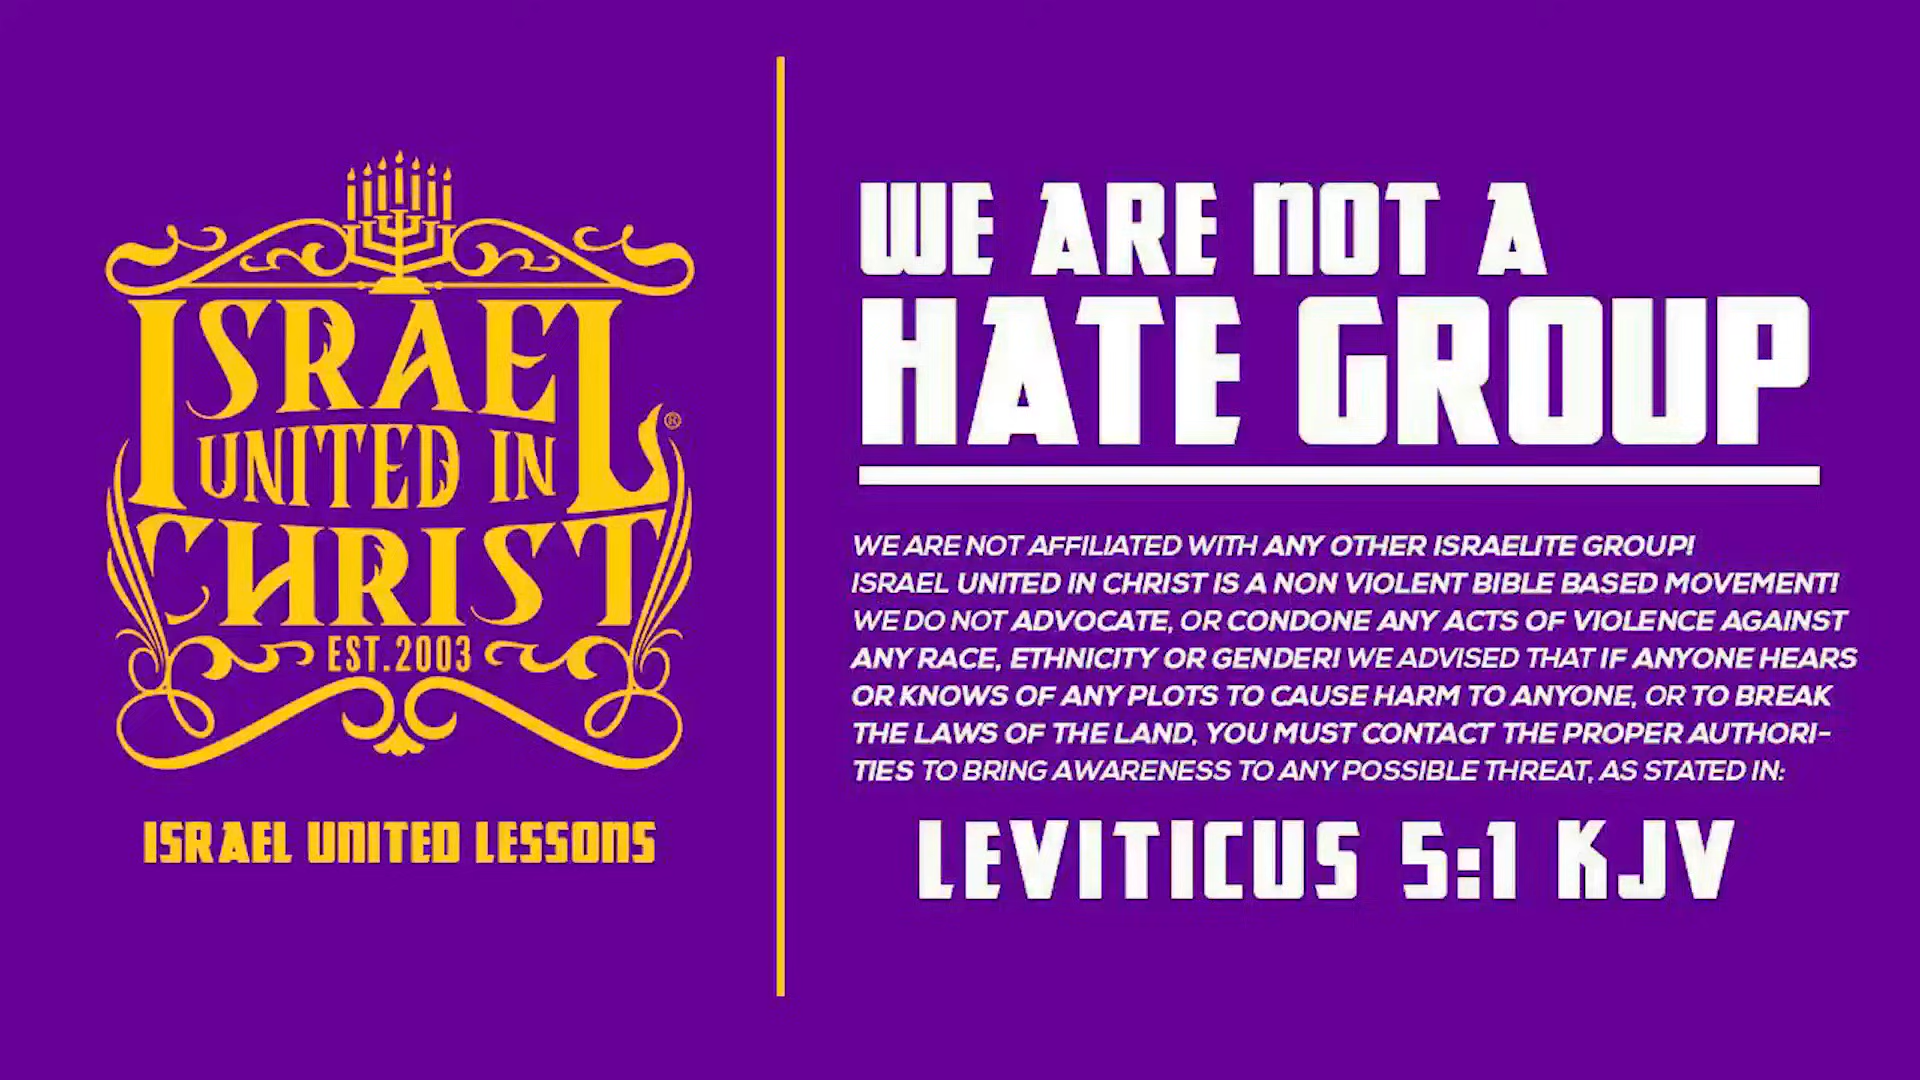 ISRAEL
UNITED IN
CHRIST
®
EST.2003
ISRAEL UNITED LESSONS
WE ARE NOT A
HATE GROUP
WE ARE NOT AFFILIATED WITH ANY OTHER ISRAELITE GROUP!
ISRAEL UNITED IN CHRIST IS A NON VIOLENT BIBLE BASED MOVEMENT!
WE DO NOT ADVOCATE, OR CONDONE ANY ACTS OF VIOLENCE AGAINST
ANY RACE, ETHNICITY OR GENDER! WE ADVISED THAT IF ANYONE HEARS
OR KNOWS OF ANY PLOTS TO CAUSE HARM TO ANYONE, OR TO BREAK
THE LAWS OF THE LAND, YOU MUST CONTACT THE PROPER AUTHORI-
TIES TO BRING AWARENESS TO ANY POSSIBLE THREAT, AS STATED IN:
LEVITICUS 5:1 KJV